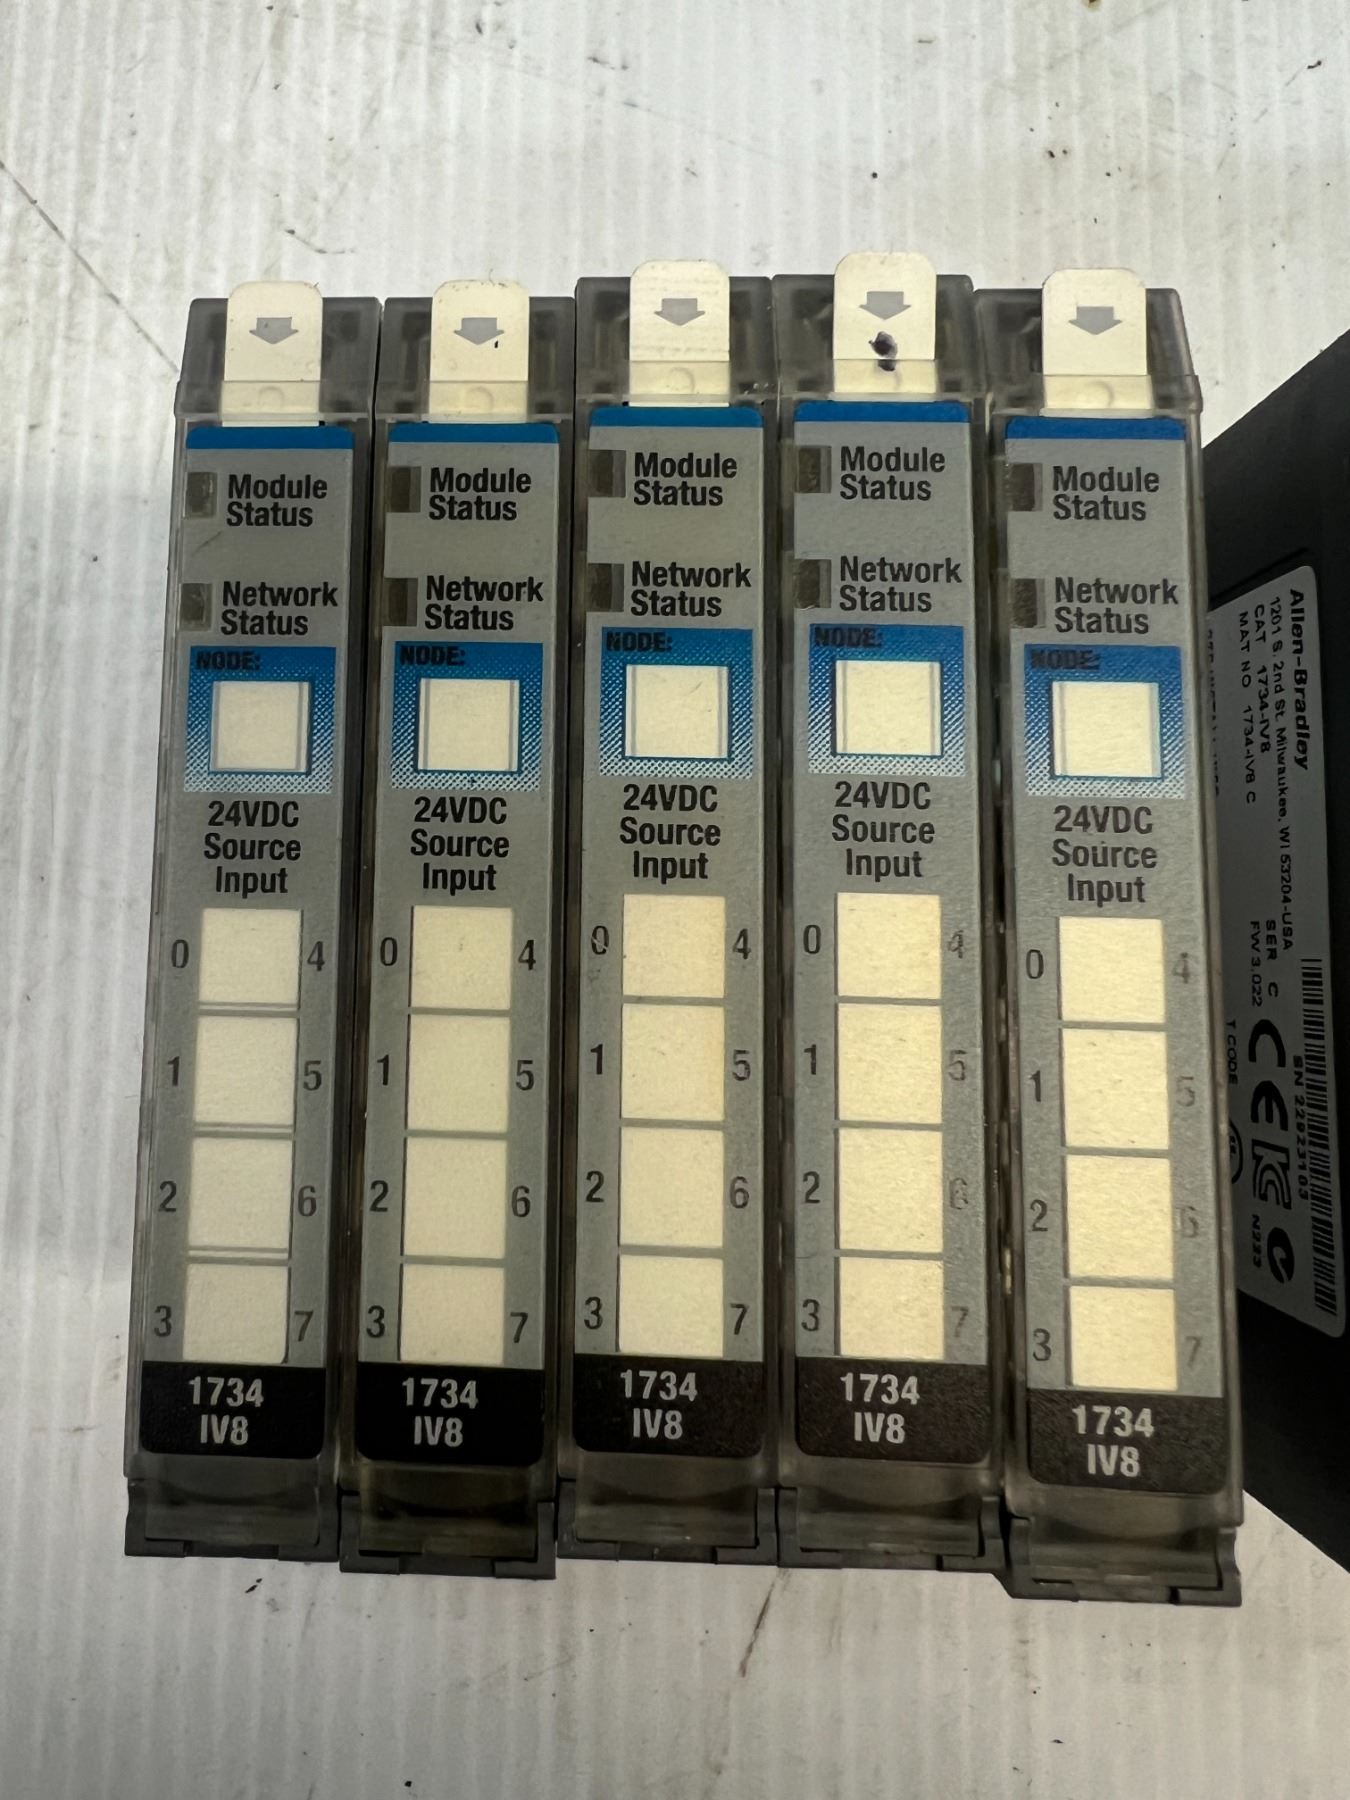 Module
Status
Network
Status
NODE:
24VDC
Source
Input
0 4
1 5
2 6
3 7
1734
IV8
Module
Status
Network
Status
NODE:
24VDC
Source
Input
0 4
1 5
2 6
3 7
1734
IV8
Module
Status
Network
Status
NODE:
24VDC
Source
Input
0 4
1 5
2 6
3 7
1734
IV8
Module
Status
Network
Status
NODE:
24VDC
Source
Input
0 4
1 5
2 6
3 7
1734
IV8
Module
Status
Network
Status
NODE:
24VDC
Source
Input
0 4
1 5
2 6
3 7
1734
IV8
Allen-Bradley
1201 S. 2nd St. Milwaukee, WI 53204-USA
CAT 1734-IV8 SER C
MAT NO 1734-IV8 C FW 3.022
SN 22923103
T CODE
CE
N223